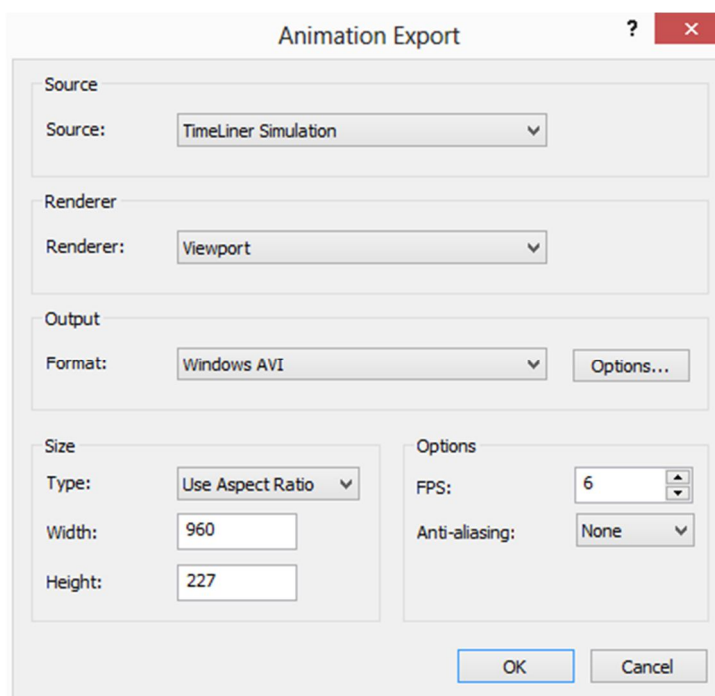 Animation Export
?
Source
Source: TimeLiner Simulation
Renderer
Renderer: Viewport
Output
Format: Windows AVI Options...
Size
Type: Use Aspect Ratio
Width: 960
Height: 227
Options
FPS: 6
Anti-aliasing: None
OK Cancel